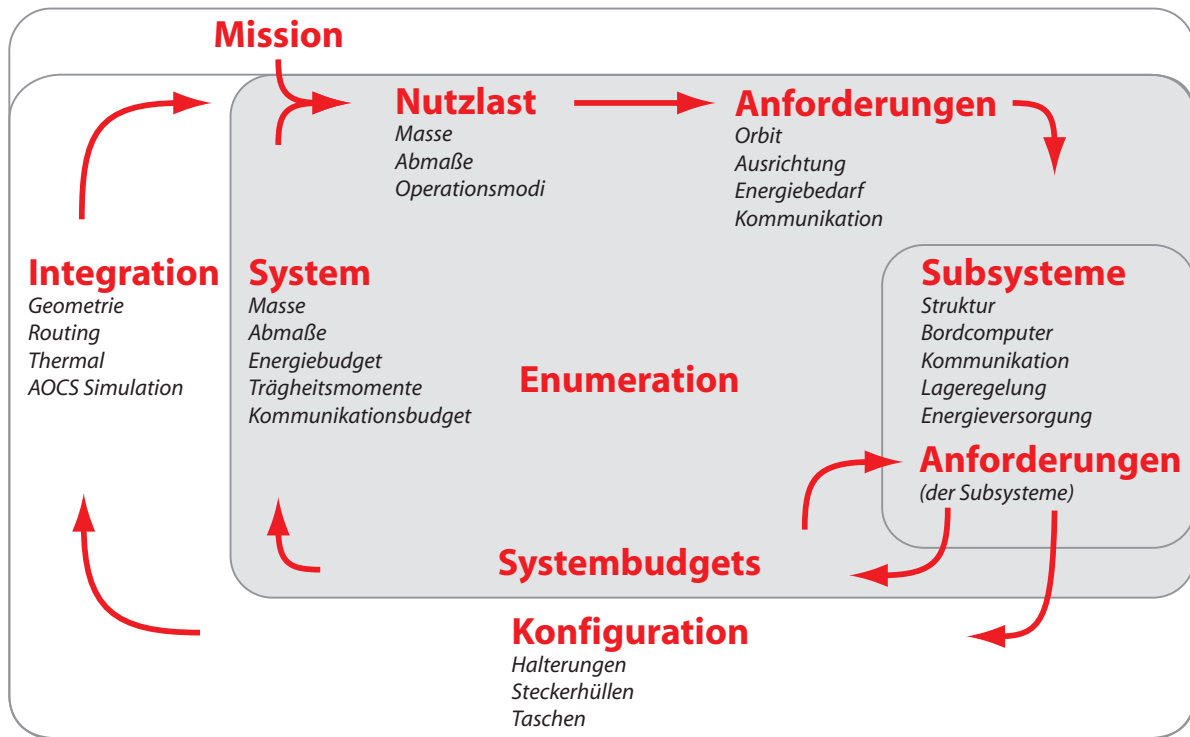 Mission
Nutzlast
Masse
Abmaße
Operationsmodi
Anforderungen
Orbit
Ausrichtung
Energiebedarf
Kommunikation
Integration
Geometrie
Routing
Thermal
AOCS Simulation
System
Masse
Abmaße
Energiebudget
Trägheitsmomente
Kommunikationsbudget
Enumeration
Subsysteme
Struktur
Bordcomputer
Kommunikation
Lageregelung
Energieversorgung
Anforderungen
(der Subsysteme)
Systembudgets
Konfiguration
Halterungen
Steckerhüllen
Taschen